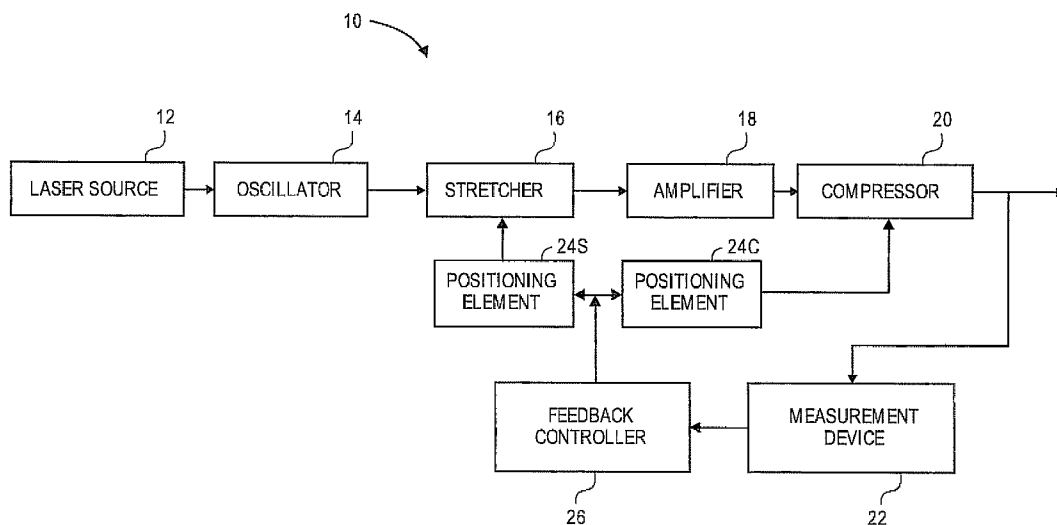 10
12
14
16
18
20
LASER SOURCE
OSCILLATOR
STRETCHER
AMPLIFIER
COMPRESSOR
24S
24C
POSITIONING
ELEMENT
POSITIONING
ELEMENT
FEEDBACK
CONTROLLER
MEASUREMENT
DEVICE
26
22